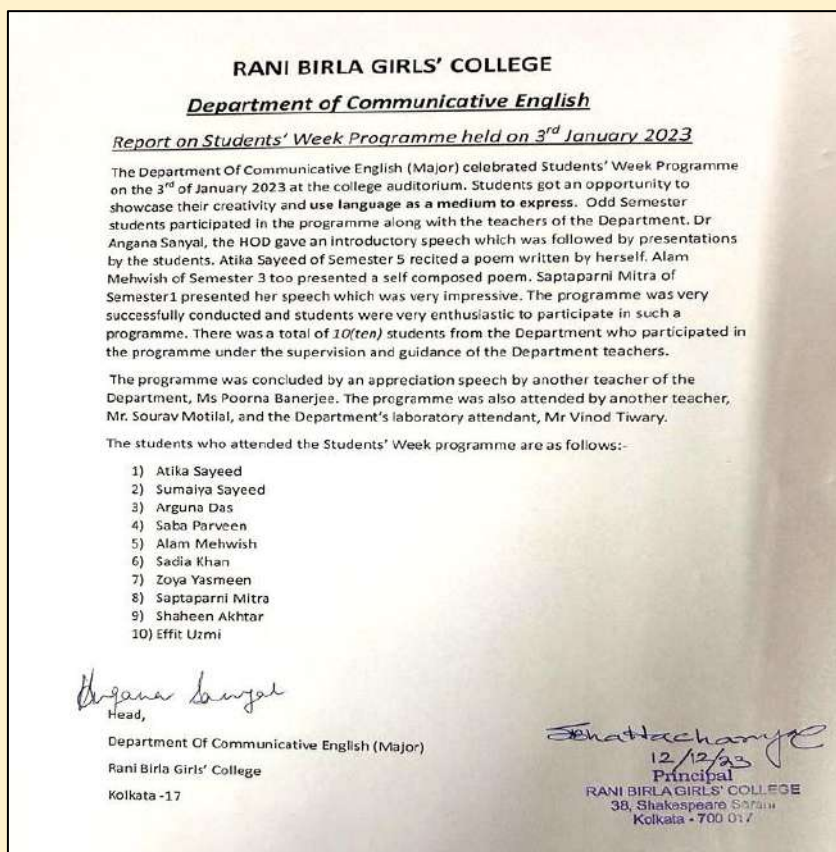 RANI BIRLA GIRLS' COLLEGE
Department of Communicative English
Report on Students' Week Programme held on 3rd January 2023
The Department Of Communicative English (Major) celebrated Students' Week Programme
on the 3rd of January 2023 at the college auditorium. Students got an opportunity to
showcase their creativity and use language as a medium to express. Odd Semester
students participated in the programme along with the teachers of the Department. Dr
Angana Sanyal, the HOD gave an introductory speech which was followed by presentations
by the students. Atika Sayeed of Semester 5 recited a poem written by herself. Alam
Mehwish of Semester 3 too presented a self composed poem. Saptaparni Mitra of
Semester1 presented her speech which was very impressive. The programme was very
successfully conducted and students were very enthusiastic to participate in such a
programme. There was a total of 10(ten) students from the Department who participated in
the programme under the supervision and guidance of the Department teachers.
The programme was concluded by an appreciation speech by another teacher of the
Department, Ms Poorna Banerjee. The programme was also attended by another teacher,
Mr. Sourav Motilal, and the Department's laboratory attendant, Mr Vinod Tiwary.
The students who attended the Students' Week programme are as follows:-
1) Atika Sayeed
2) Sumaiya Sayeed
3) Arguna Das
4) Saba Parveen
5) Alam Mehwish
6) Sadia Khan
7) Zoya Yasmeen
8) Saptaparni Mitra
9) Shaheen Akhtar
10) Effit Uzmi
Angana Sanyal
Head,
Department Of Communicative English (Major)
Rani Birla Girls' College
Kolkata -17
SBhattacharya
12/12/23
Principal
RANI BIRLA GIRLS' COLLEGE
38, Shakespeare Sarani
Kolkata - 700 017